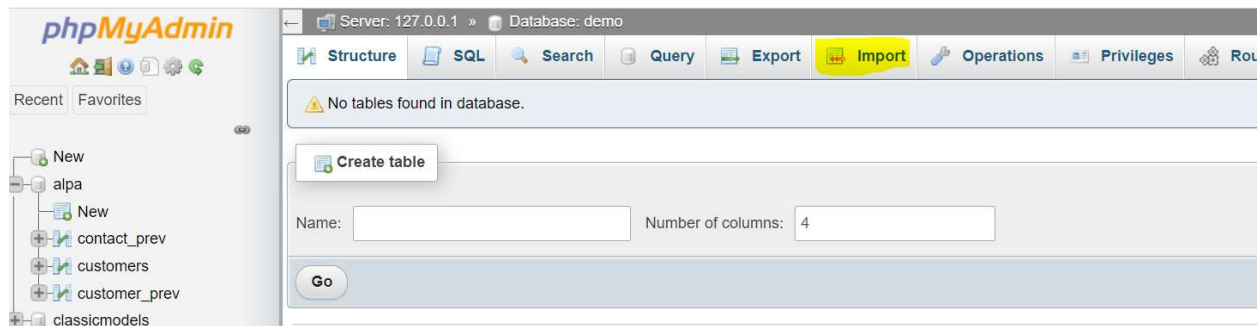 phpMyAdmin
Recent Favorites
New
alpa
New
contact_prev
customers
customer_prev
classicmodels
Server: 127.0.0.1 » Database: demo
Structure SQL Search Query Export Import Operations Privileges Rou
No tables found in database.
Create table
Name: Number of columns: 4
Go